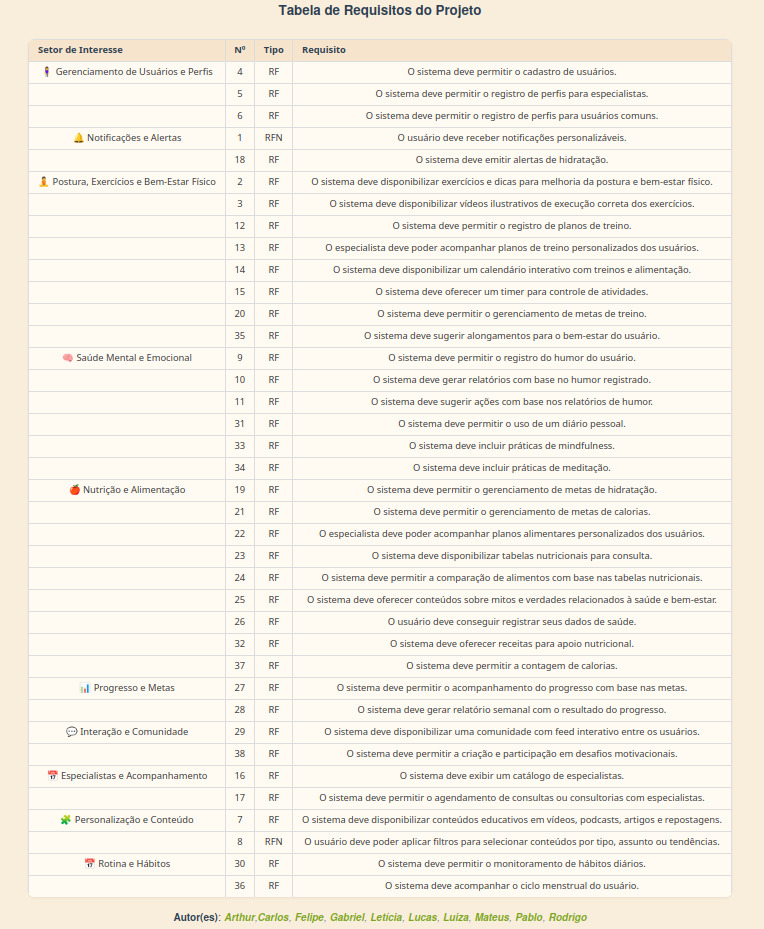 Tabela de Requisitos do Projeto
Setor de Interesse Nº Tipo Requisito
Gerenciamento de Usuários e Perfis 4 RF O sistema deve permitir o cadastro de usuários.
5 RF O sistema deve permitir o registro de perfis para especialistas.
6 RF O sistema deve permitir o registro de perfis para usuários comuns.
Notificações e Alertas 1 RFN O usuário deve receber notificações personalizáveis.
18 RF O sistema deve emitir alertas de hidratação.
Postura, Exercícios e Bem-Estar Físico 2 RF O sistema deve disponibilizar exercícios e dicas para melhoria da postura e bem-estar físico.
3 RF O sistema deve disponibilizar vídeos ilustrativos de execução correta dos exercícios.
12 RF O sistema deve permitir o registro de planos de treino.
13 RF O especialista deve poder acompanhar planos de treino personalizados dos usuários.
14 RF O sistema deve disponibilizar um calendário interativo com treinos e alimentação.
15 RF O sistema deve oferecer um timer para controle de atividades.
20 RF O sistema deve permitir o gerenciamento de metas de treino.
35 RF O sistema deve sugerir alongamentos para o bem-estar do usuário.
Saúde Mental e Emocional 9 RF O sistema deve permitir o registro do humor do usuário.
10 RF O sistema deve gerar relatórios com base no humor registrado.
11 RF O sistema deve sugerir ações com base nos relatórios de humor.
31 RF O sistema deve permitir o uso de um diário pessoal.
33 RF O sistema deve incluir práticas de mindfulness.
34 RF O sistema deve incluir práticas de meditação.
Nutrição e Alimentação 19 RF O sistema deve permitir o gerenciamento de metas de hidratação.
21 RF O sistema deve permitir o gerenciamento de metas de calorias.
22 RF O especialista deve poder acompanhar planos alimentares personalizados dos usuários.
23 RF O sistema deve disponibilizar tabelas nutricionais para consulta.
24 RF O sistema deve permitir a comparação de alimentos com base nas tabelas nutricionais.
25 RF O sistema deve oferecer conteúdos sobre mitos e verdades relacionados à saúde e bem-estar.
26 RF O usuário deve conseguir registrar seus dados de saúde.
32 RF O sistema deve oferecer receitas para apoio nutricional.
37 RF O sistema deve permitir a contagem de calorias.
Progresso e Metas 27 RF O sistema deve permitir o acompanhamento do progresso com base nas metas.
28 RF O sistema deve gerar relatório semanal com o resultado do progresso.
Interação e Comunidade 29 RF O sistema deve disponibilizar uma comunidade com feed interativo entre os usuários.
38 RF O sistema deve permitir a criação e participação em desafios motivacionais.
Especialistas e Acompanhamento 16 RF O sistema deve exibir um catálogo de especialistas.
17 RF O sistema deve permitir o agendamento de consultas ou consultorias com especialistas.
Personalização e Conteúdo 7 RF O sistema deve disponibilizar conteúdos educativos em vídeos, podcasts, artigos e repostagens.
8 RFN O usuário deve poder aplicar filtros para selecionar conteúdos por tipo, assunto ou tendências.
Rotina e Hábitos 30 RF O sistema deve permitir o monitoramento de hábitos diários.
36 RF O sistema deve acompanhar o ciclo menstrual do usuário.
Autor(es): Arthur,Carlos, Felipe, Gabriel, Letícia, Lucas, Luiza, Mateus, Pablo, Rodrigo